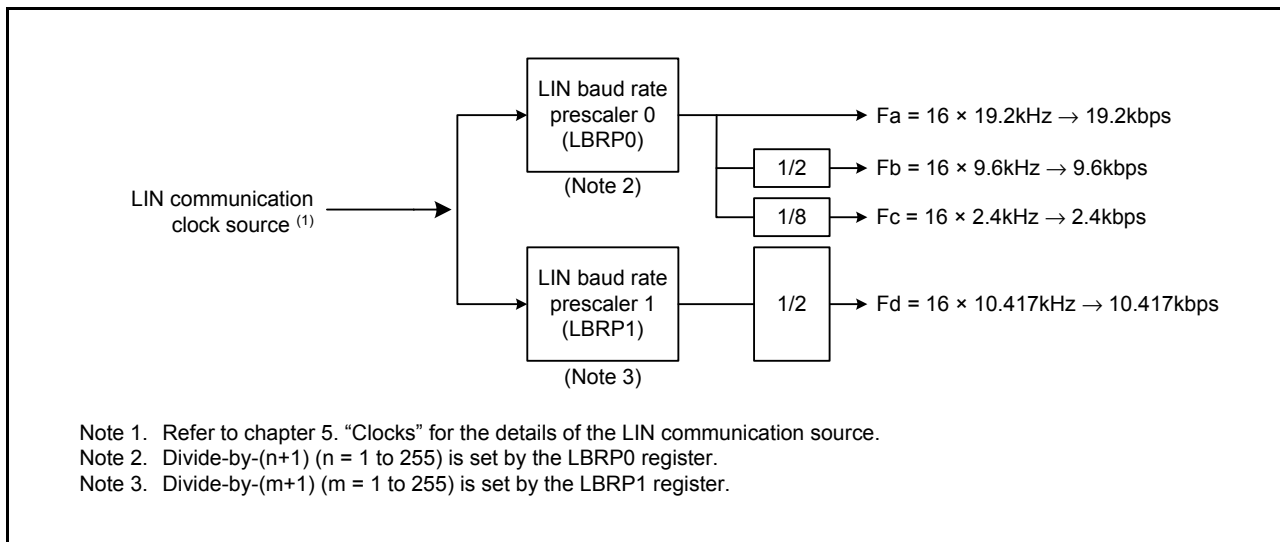 LIN communication
clock source (1)
LIN baud rate
prescaler 0
(LBRP0)
(Note 2)
Fa = 16 × 19.2kHz → 19.2kbps
1/2
Fb = 16 × 9.6kHz → 9.6kbps
1/8
Fc = 16 × 2.4kHz → 2.4kbps
LIN baud rate
prescaler 1
(LBRP1)
(Note 3)
1/2
Fd = 16 × 10.417kHz → 10.417kbps
Note 1. Refer to chapter 5. “Clocks” for the details of the LIN communication source.
Note 2. Divide-by-(n+1) (n = 1 to 255) is set by the LBRP0 register.
Note 3. Divide-by-(m+1) (m = 1 to 255) is set by the LBRP1 register.